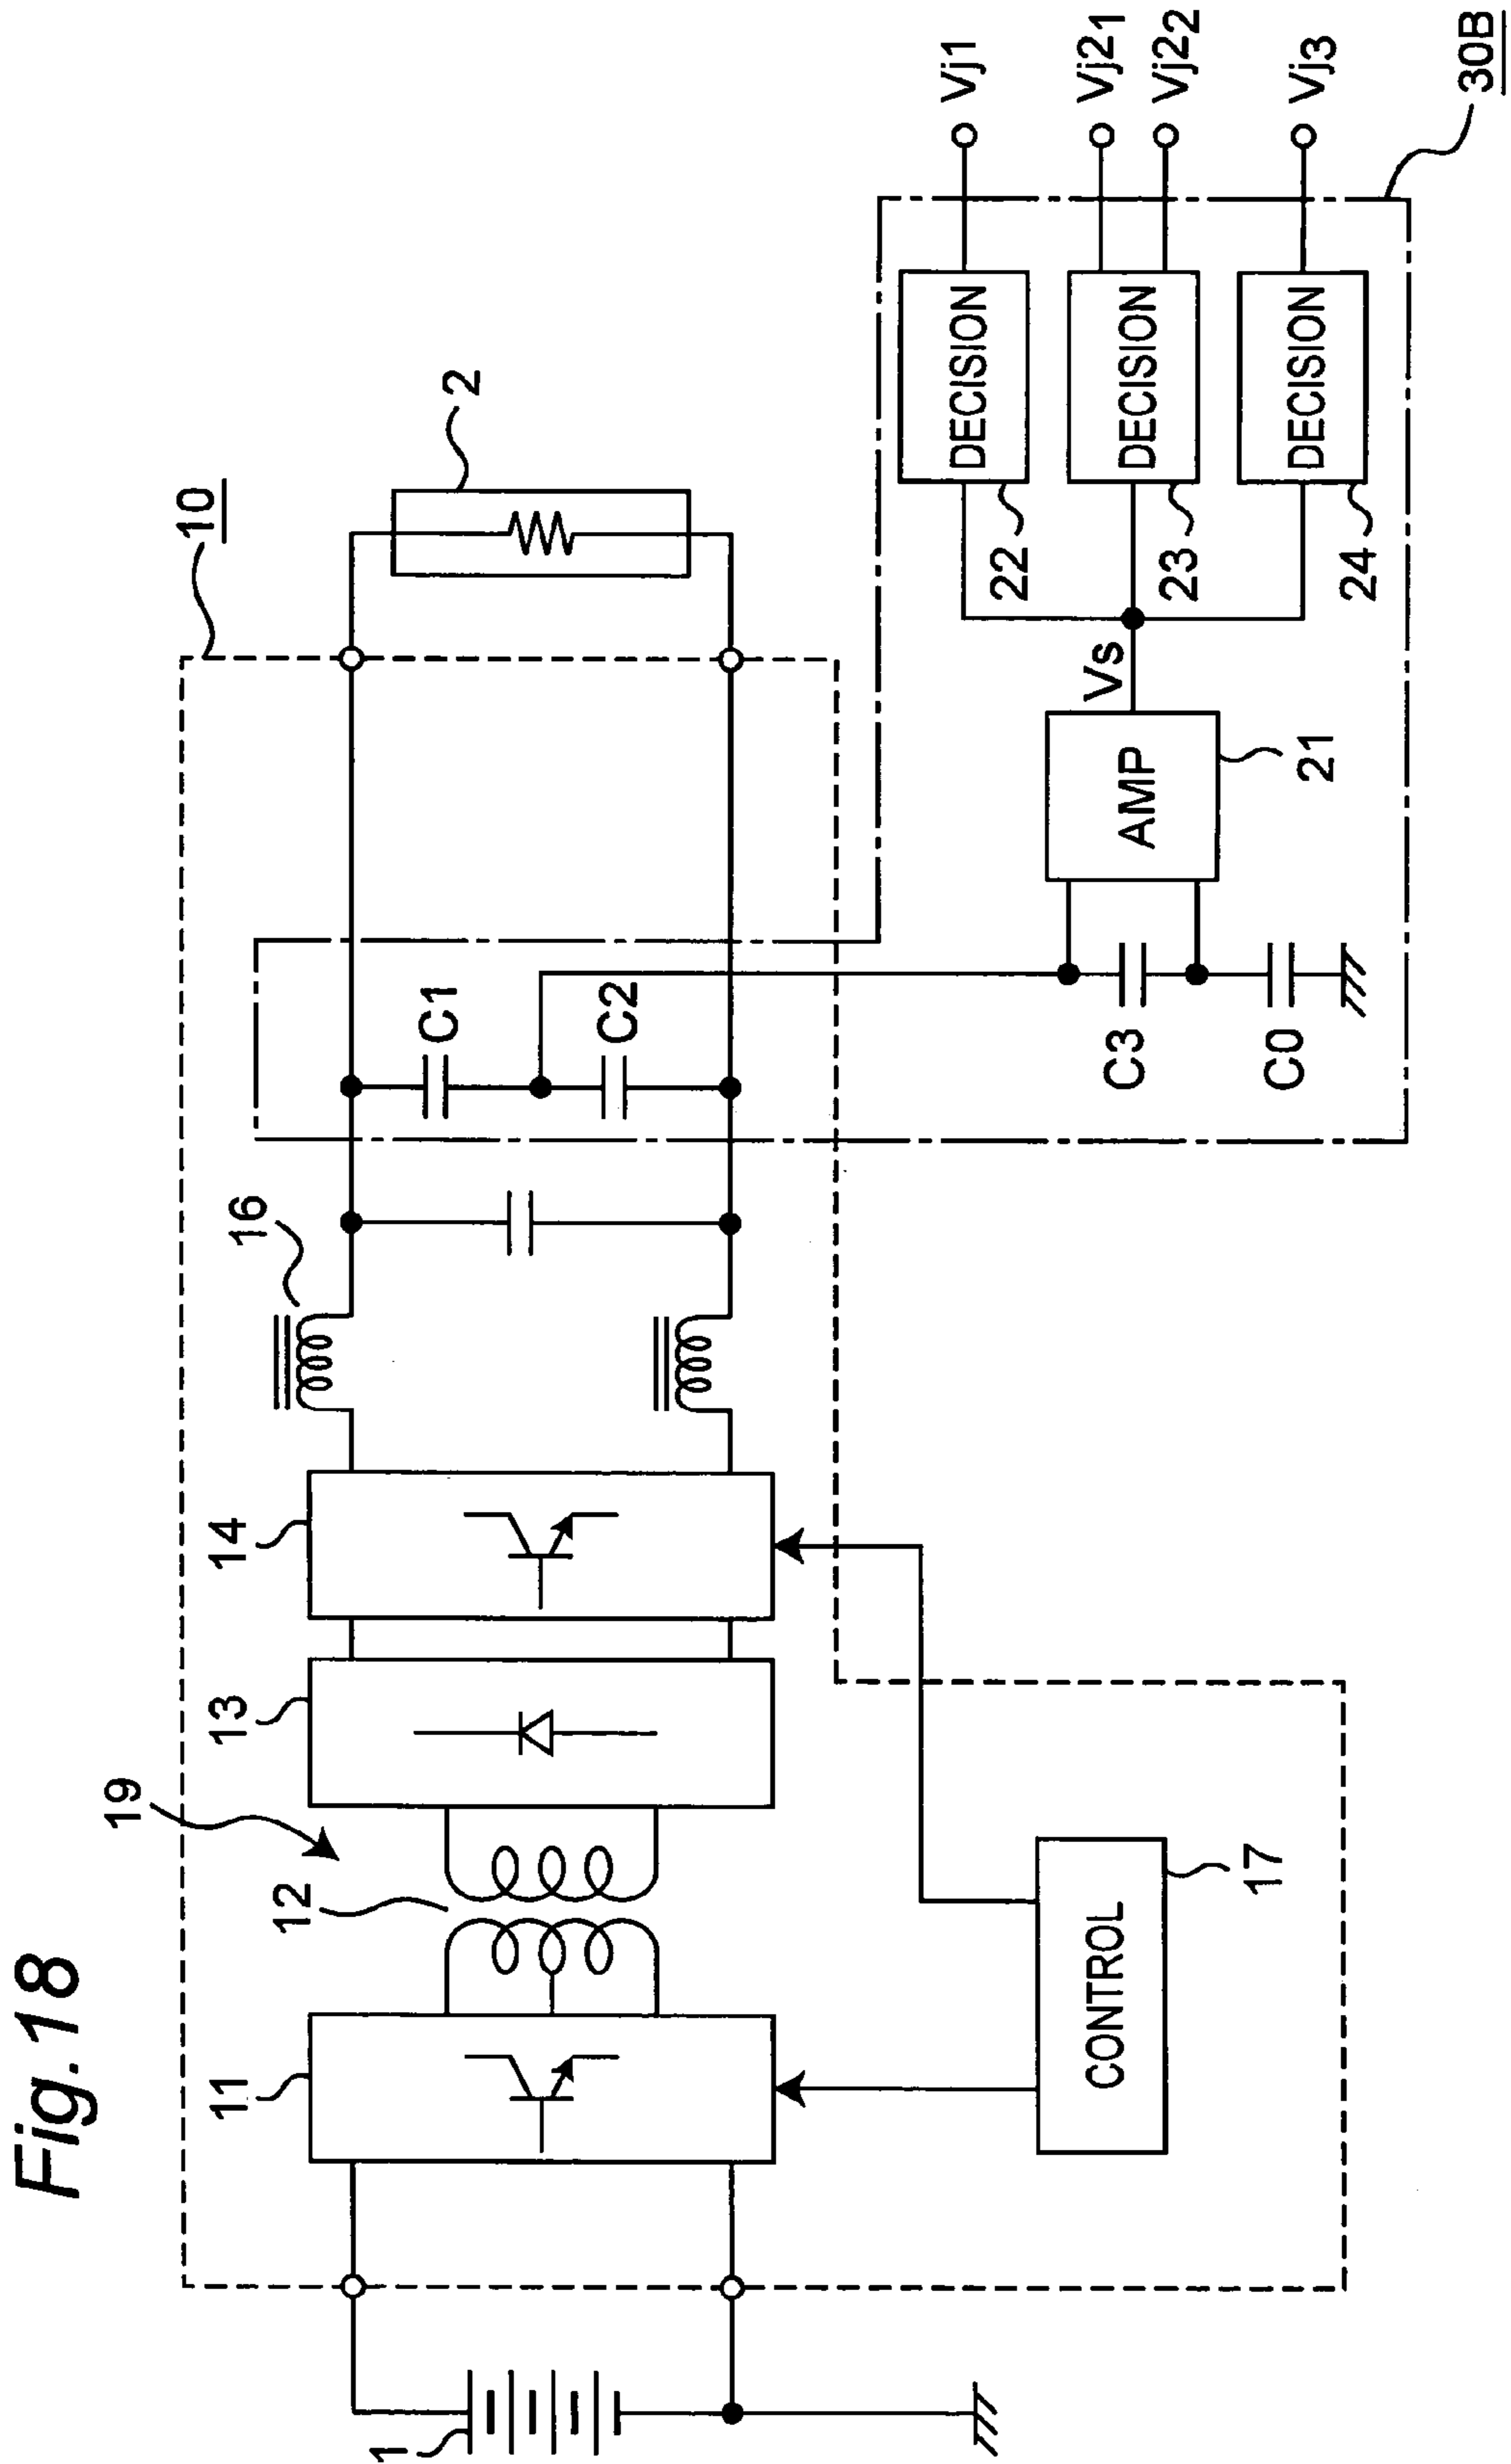 Fig.18
10
19
16
2
11
12
13
14
1
C1
C2
CONTROL
17
C3
C0
AMP
21
Vs
DECISION
22
DECISION
23
DECISION
24
Vj1
Vj21
Vj22
Vj3
30B